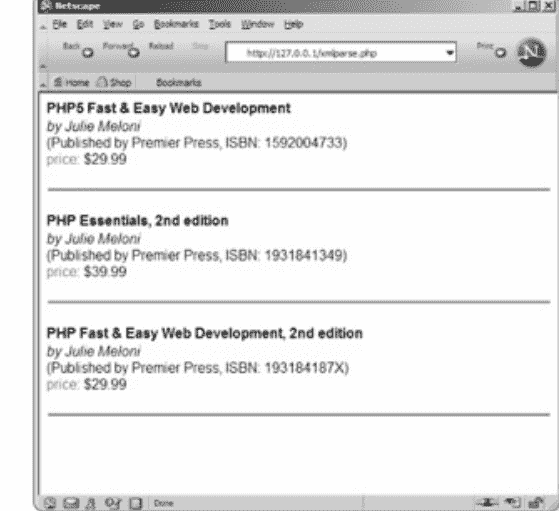 Netscape
File Edit View Go Bookmarks Tools Window Help
Back Forward Reload Stop http://127.0.0.1/xmlparse.php Print N
Home Shop Bookmarks
PHP5 Fast & Easy Web Development
by Julie Meloni
(Published by Premier Press, ISBN: 1592004733)
price: $29.99
PHP Essentials, 2nd edition
by Julie Meloni
(Published by Premier Press, ISBN: 1931841349)
price: $39.99
PHP Fast & Easy Web Development, 2nd edition
by Julie Meloni
(Published by Premier Press, ISBN: 193184187X)
price: $29.99
Done